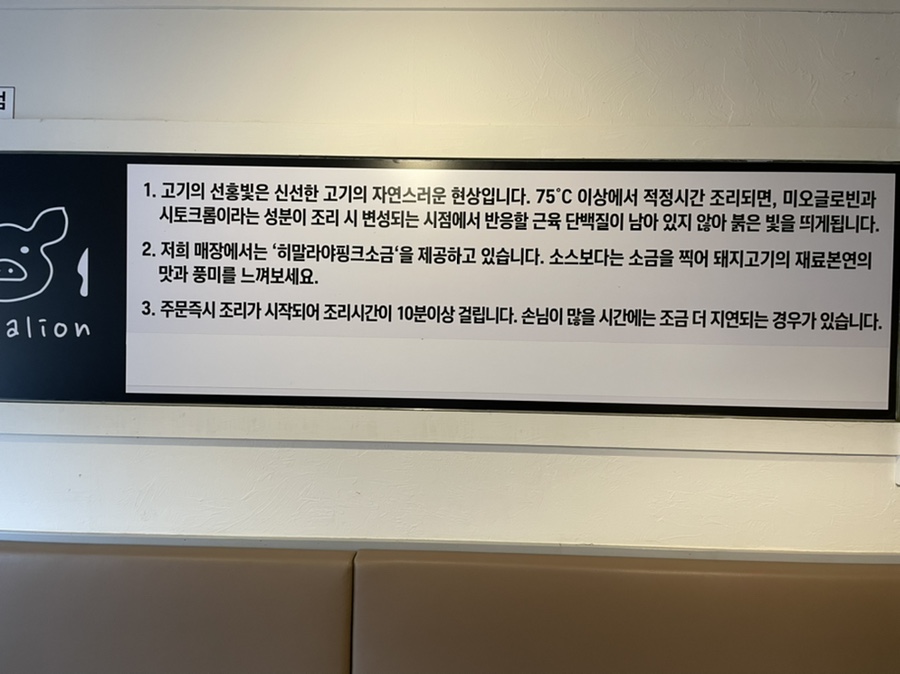 점
1. 고기의 선홍빛은 신선한 고기의 자연스러운 현상입니다. 75°C 이상에서 적정시간 조리되면, 미오글로빈과
시토크롬이라는 성분이 조리 시 변성되는 시점에서 반응할 근육 단백질이 남아 있지 않아 붉은 빛을 띄게됩니다.
2. 저희 매장에서는 ‘히말라야핑크소금‘을 제공하고 있습니다. 소스보다는 소금을 찍어 돼지고기의 재료본연의
맛과 풍미를 느껴보세요.
3. 주문즉시 조리가 시작되어 조리시간이 10분이상 걸립니다. 손님이 많을 시간에는 조금 더 지연되는 경우가 있습니다.
alion